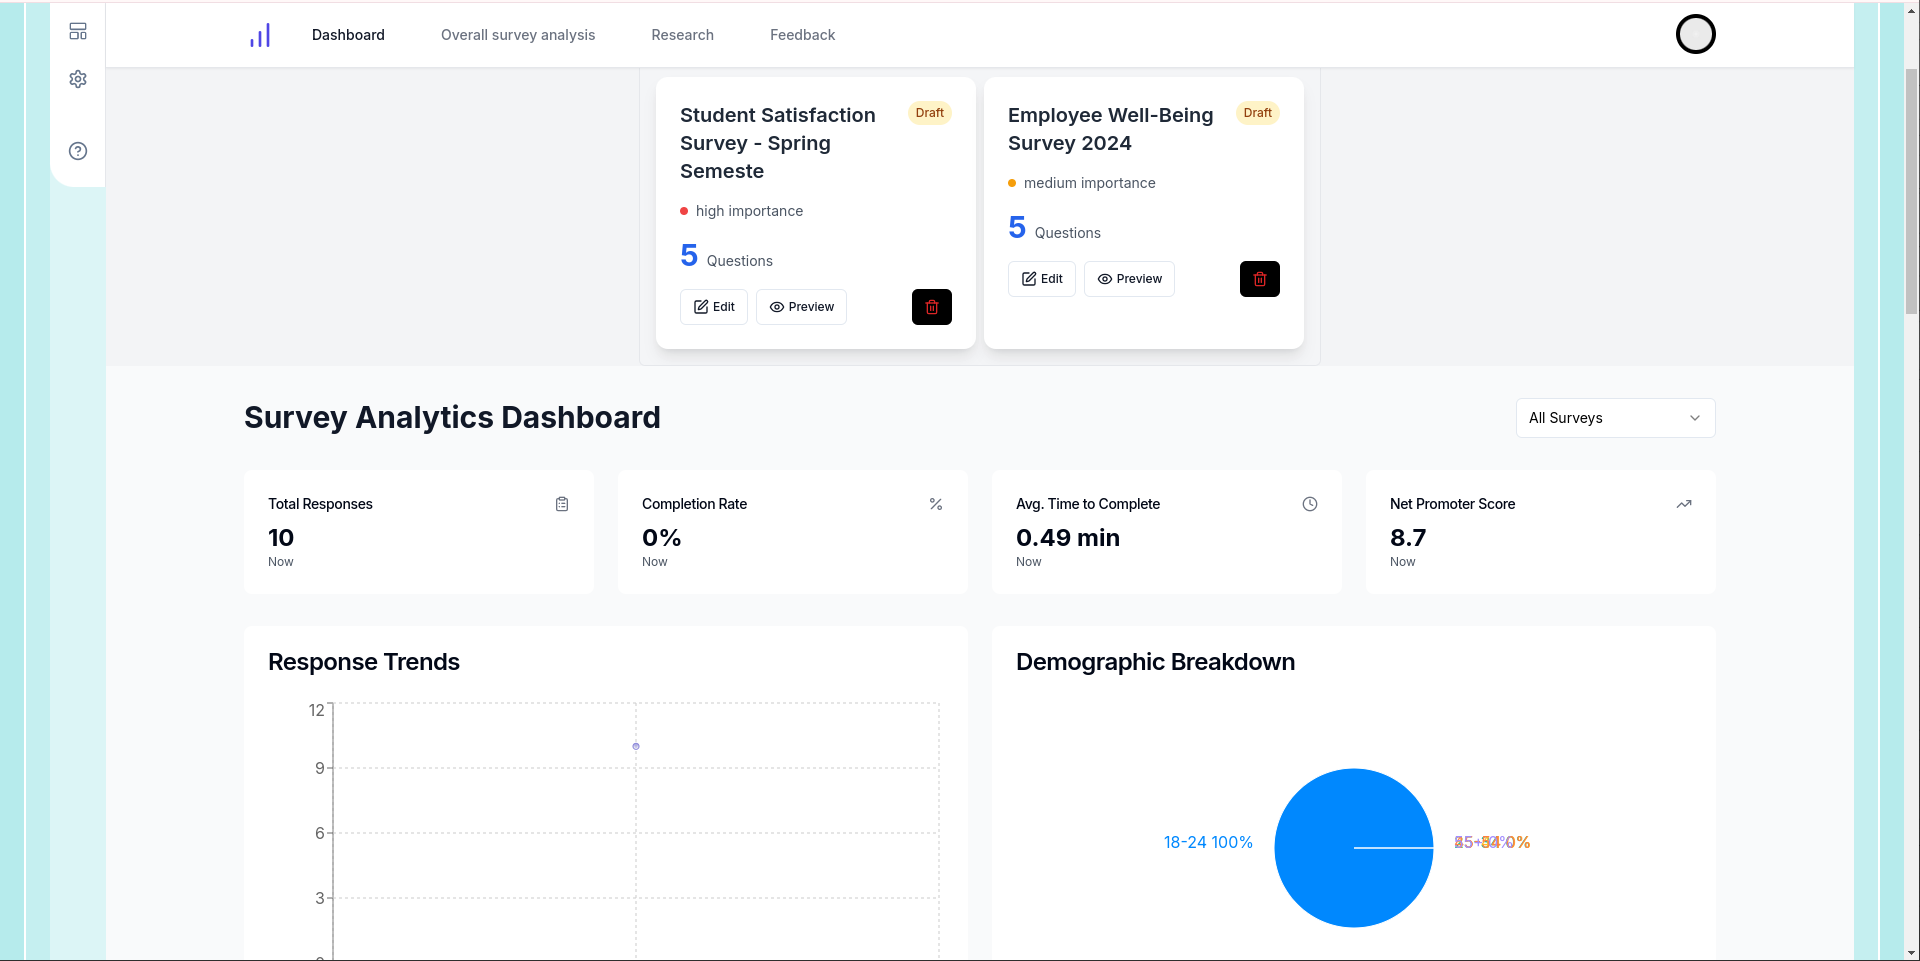 Dashboard Overall survey analysis Research Feedback
Student Satisfaction
Survey - Spring
Semeste
Draft
high importance
5 Questions
Edit Preview
Employee Well-Being
Survey 2024
Draft
medium importance
5 Questions
Edit Preview
Survey Analytics Dashboard
All Surveys
Total Responses
10
Now
Completion Rate
0%
Now
Avg. Time to Complete
0.49 min
Now
Net Promoter Score
8.7
Now
Response Trends
12
9
6
3
Demographic Breakdown
18-24 100%